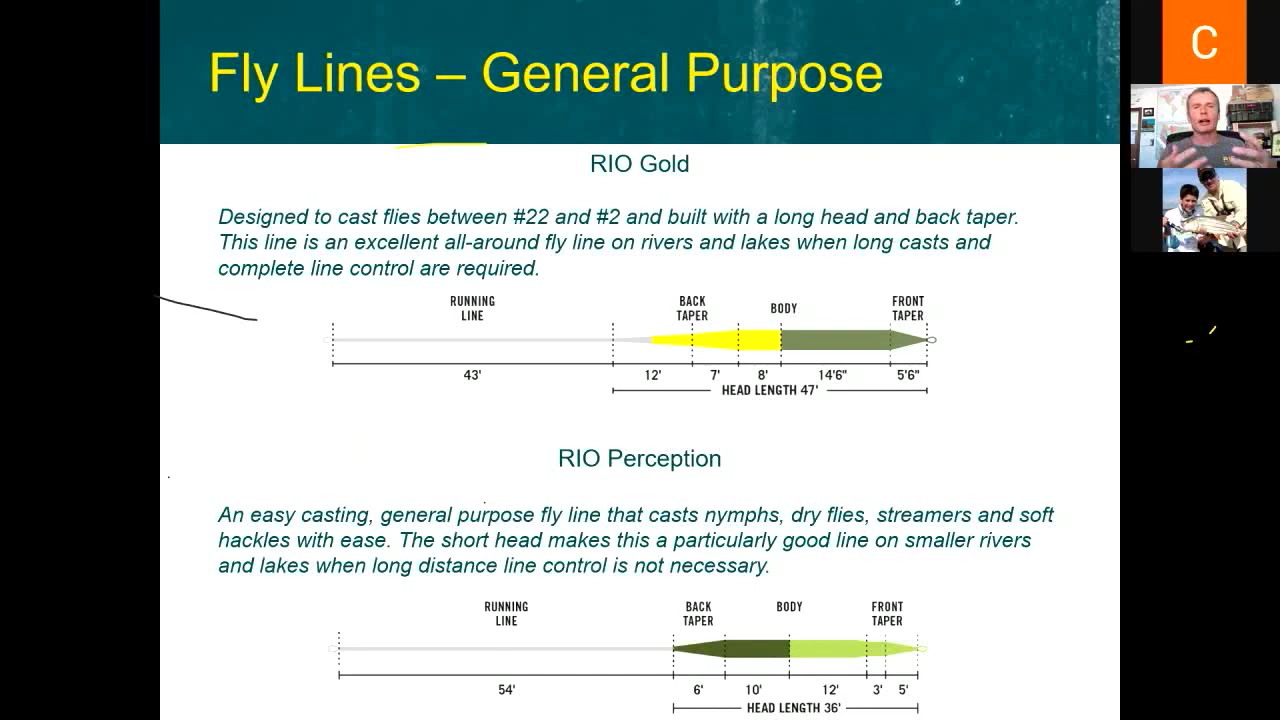 Fly Lines – General Purpose
C
RIO Gold
Designed to cast flies between #22 and #2 and built with a long head and back taper.
This line is an excellent all-around fly line on rivers and lakes when long casts and
complete line control are required.
RUNNING LINE
BACK TAPER
BODY
FRONT TAPER
43' 12' 7' 8' 14'6" 5'6"
HEAD LENGTH 47'
RIO Perception
An easy casting, general purpose fly line that casts nymphs, dry flies, streamers and soft
hackles with ease. The short head makes this a particularly good line on smaller rivers
and lakes when long distance line control is not necessary.
RUNNING LINE
BACK TAPER
BODY
FRONT TAPER
54' 6' 10' 12' 3' 5'
HEAD LENGTH 36'